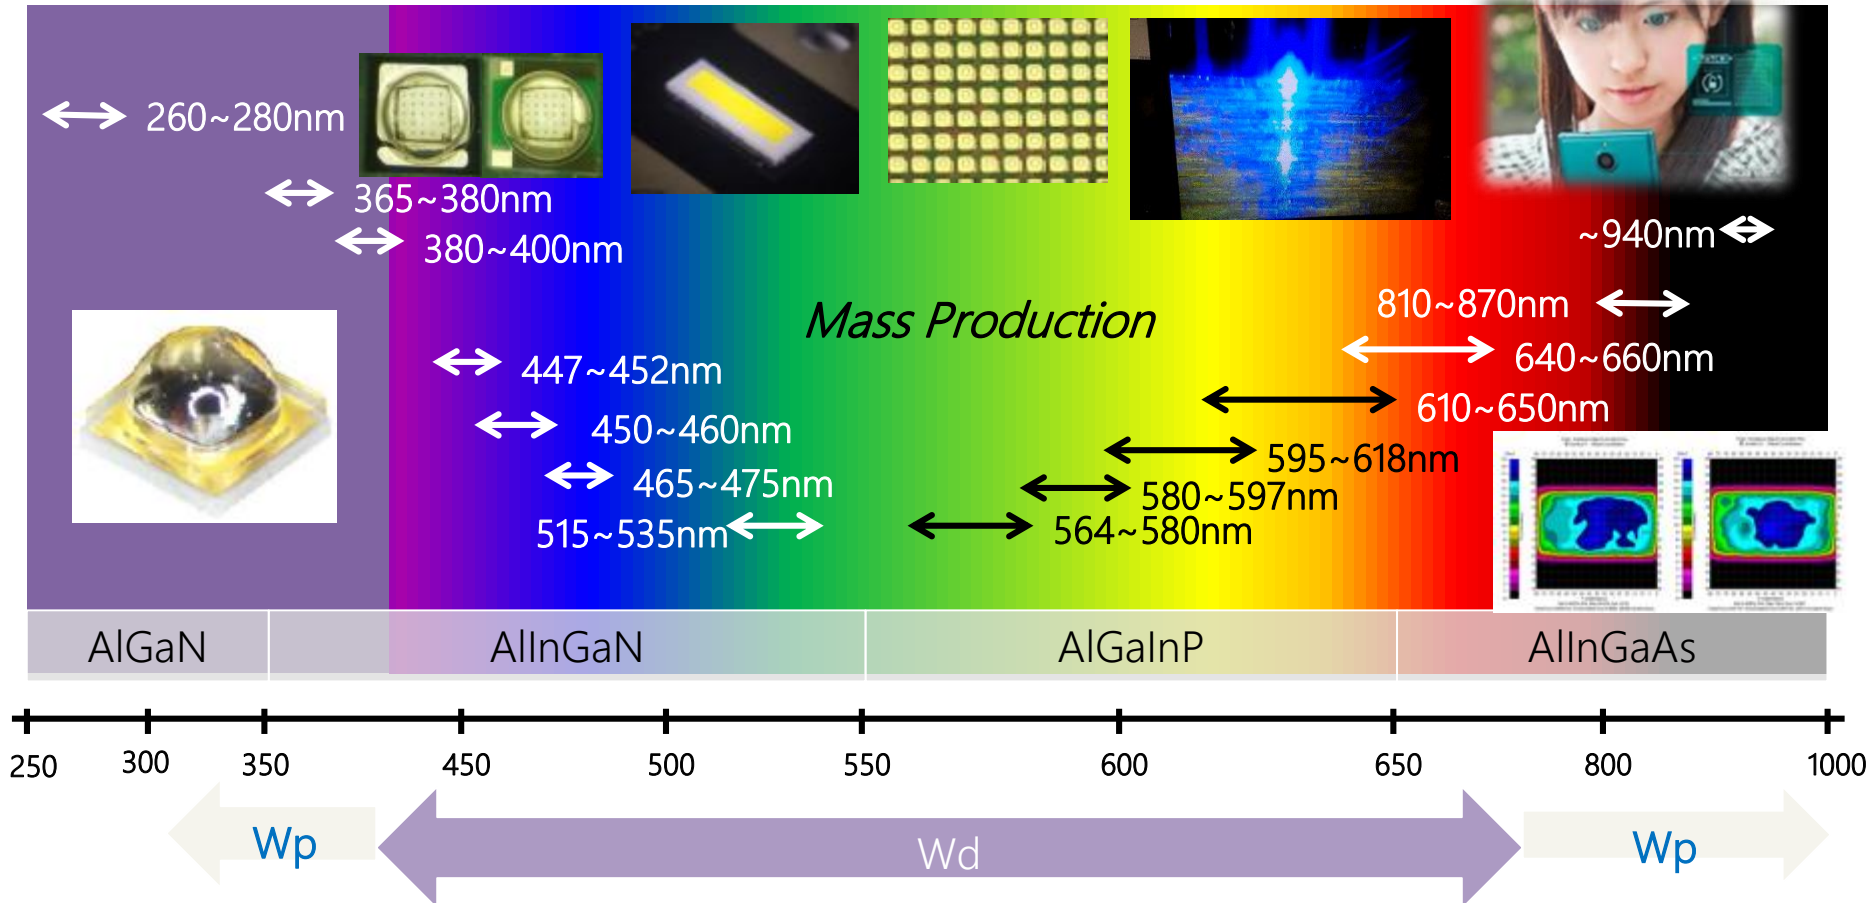 260~280nm
365~380nm
380~400nm
~940nm
810~870nm
Mass Production
640~660nm
447~452nm
610~650nm
450~460nm
595~618nm
465~475nm
580~597nm
515~535nm
564~580nm
AlGaN
AlInGaN
AlGaInP
AlInGaAs
250
300
350
450
500
550
600
650
800
1000
Wp
Wd
Wp